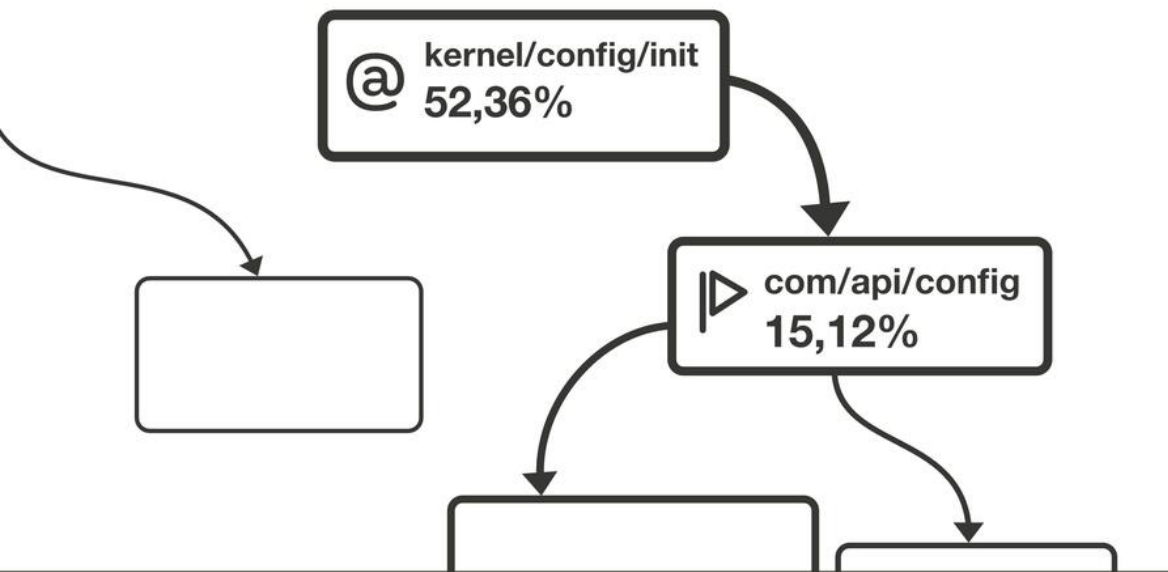 @ kernel/config/init
52,36%
com/api/config
15,12%